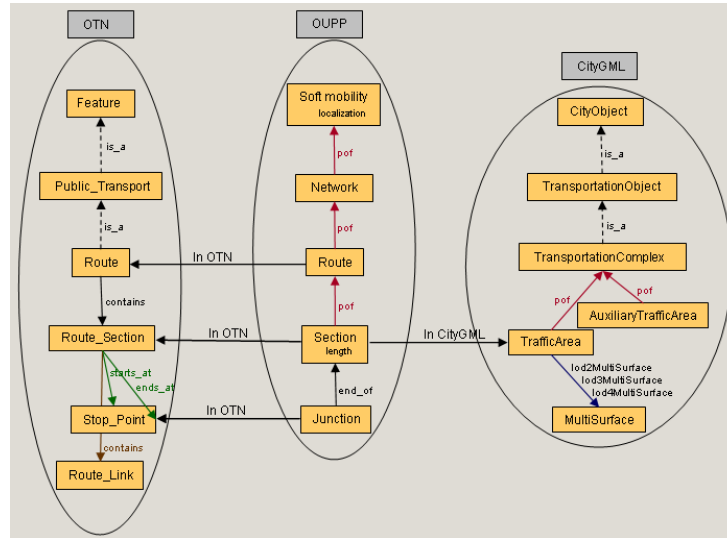 OTN
OUPP
CityGML
Feature
is_a
Public_Transport
is_a
Route
contains
Route_Section
starts_at
ends_at
Stop_Point
contains
Route_Link
In OTN
In OTN
In OTN
Soft mobility
localization
pof
Network
pof
Route
pof
Section
length
end_of
Junction
In CityGML
CityObject
is_a
TransportationObject
is_a
TransportationComplex
pof
pof
AuxiliaryTrafficArea
TrafficArea
lod2MultiSurface
lod3MultiSurface
lod4MultiSurface
MultiSurface